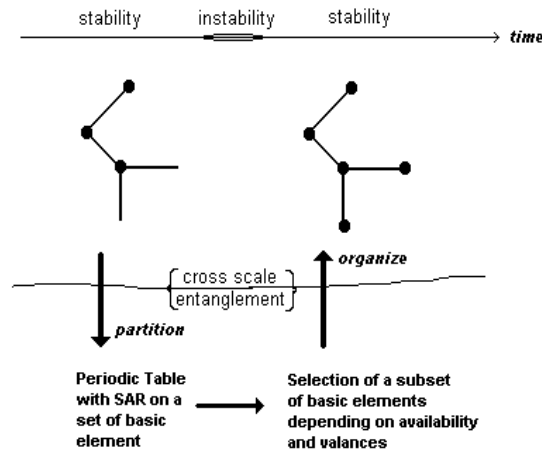 stability instability stability
time
cross scale
entanglement
organize
partition
Periodic Table
with SAR on a
set of basic
element
Selection of a subset
of basic elements
depending on availability
and valances